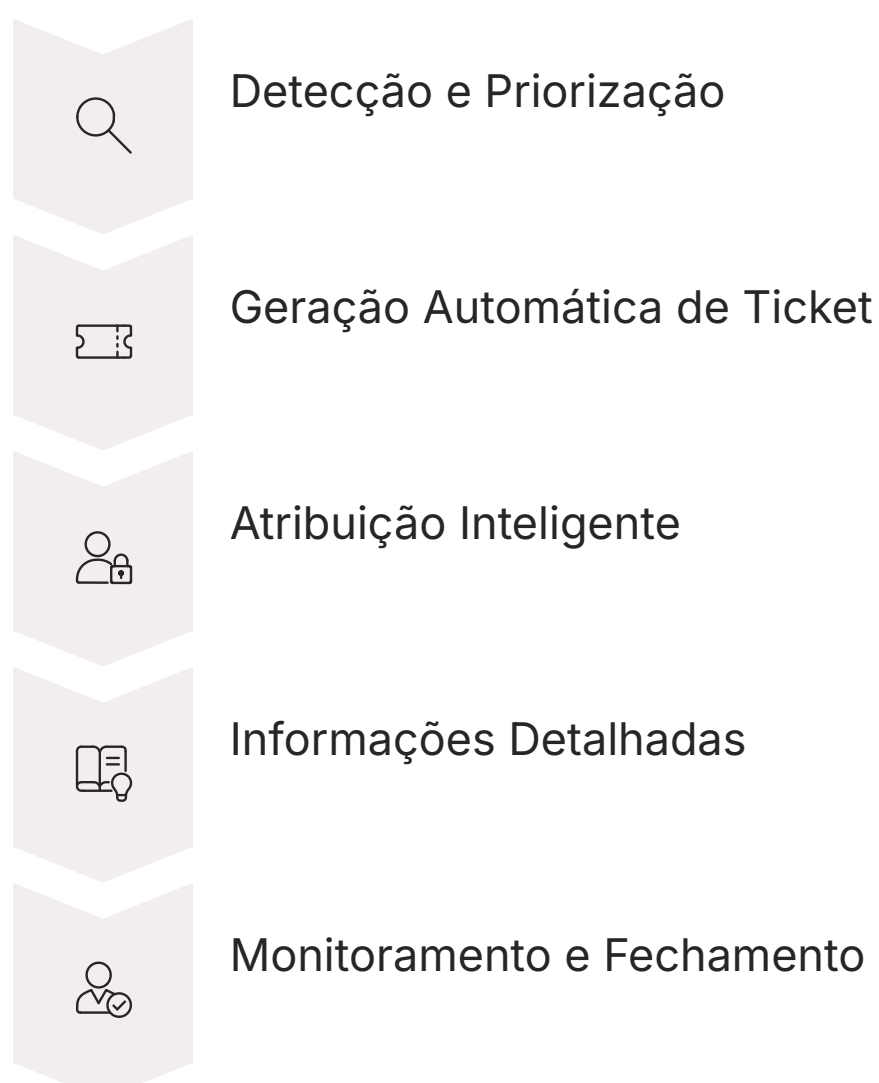 Detecção e Priorização
Geração Automática de Ticket
Atribuição Inteligente
Informações Detalhadas
Monitoramento e Fechamento